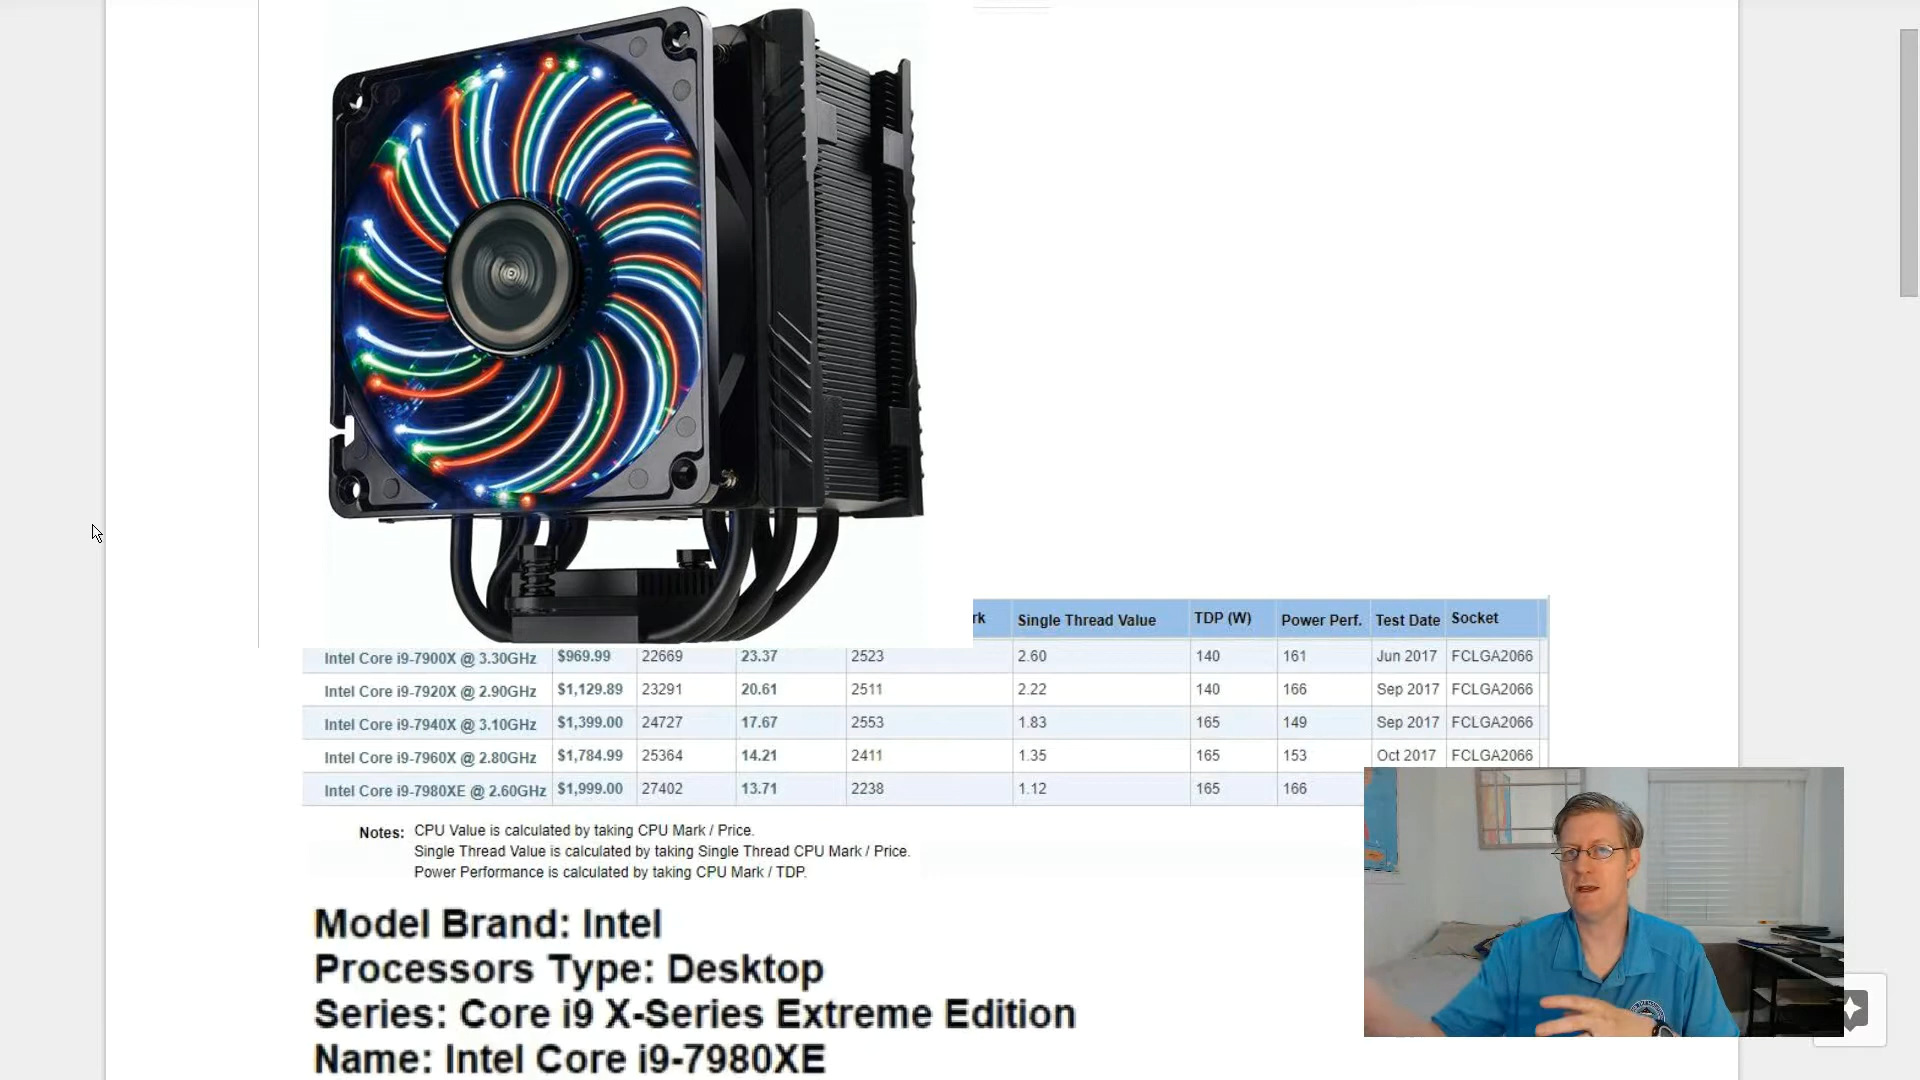 rk Single Thread Value TDP (W) Power Perf. Test Date Socket
Intel Core i9-7900X @ 3.30GHz $969.99 22669 23.37 2523 2.60 140 161 Jun 2017 FCLGA2066
Intel Core i9-7920X @ 2.90GHz $1,129.89 23291 20.61 2511 2.22 140 166 Sep 2017 FCLGA2066
Intel Core i9-7940X @ 3.10GHz $1,399.00 24727 17.67 2553 1.83 165 149 Sep 2017 FCLGA2066
Intel Core i9-7960X @ 2.80GHz $1,784.99 25364 14.21 2411 1.35 165 153 Oct 2017 FCLGA2066
Intel Core i9-7980XE @ 2.60GHz $1,999.00 27402 13.71 2238 1.12 165 166
Notes: CPU Value is calculated by taking CPU Mark / Price.
Single Thread Value is calculated by taking Single Thread CPU Mark / Price.
Power Performance is calculated by taking CPU Mark / TDP.
Model Brand: Intel
Processors Type: Desktop
Series: Core i9 X-Series Extreme Edition
Name: Intel Core i9-7980XE